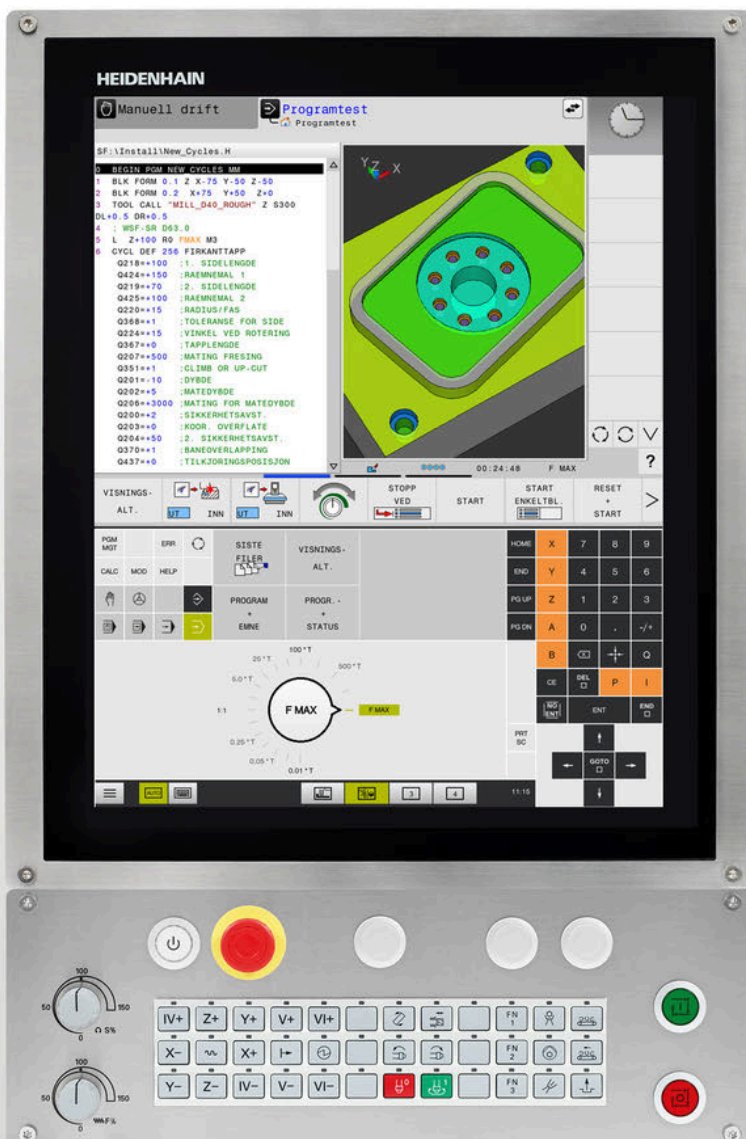 HEIDENHAIN
Manuell drift
Programtest
Programtest
SF:\Install\New_Cycles.H
0 BEGIN PGM NEW_CYCLES MM
1 BLK FORM 0.1 Z X-75 Y-50 Z-50
2 BLK FORM 0.2 X+75 Y+50 Z+0
3 TOOL CALL "MILL_D40_ROUGH" Z S300
DL+0.5 DR+0.5
4 ; WSF-SR D63.0
5 L Z+100 R0 FMAX M3
6 CYCL DEF 256 FIRKANTTAPP
Q218=+100 ;1. SIDELENGDE
Q424=+150 ;RAEMNEMAL 1
Q219=+70 ;2. SIDELENGDE
Q425=+100 ;RAEMNEMAL 2
Q220=+15 ;RADIUS/FAS
Q368=+1 ;TOLERANSE FOR SIDE
Q224=+15 ;VINKEL VED ROTERING
Q367=+0 ;TAPPLENGDE
Q207=+500 ;MATING FRESING
Q351=+1 ;CLIMB OR UP-CUT
Q201=-10 ;DYBDE
Q202=+5 ;MATEDYBDE
Q206=+3000 ;MATING FOR MATEDYBDE
Q200=+2 ;SIKKERHETSAVST.
Q203=+0 ;KOOR. OVERFLATE
Q204=+50 ;2. SIKKERHETSAVST.
Q370=+1 ;BANEOVERLAPPING
Q437=+0 ;TILKJORINGSPOSISJON
Y Z X
00:24:48 F MAX
?
VISNINGS-
ALT.
UT INN
UT INN
STOPP
VED
START
START
ENKELTBL.
RESET
+
START
PGM
MGT
ERR
CALC MOD HELP
SISTE
FILER
VISNINGS-
ALT.
PROGRAM
+
EMNE
PROGR.-
+
STATUS
HOME X 7 8 9
END Y 4 5 6
PG UP Z 1 2 3
PG DN A 0 . -/+
B Q
CE DEL P I
NO
ENT
ENT
END
PRT
SC
GOTO
100*T
25*T
500*T
5.0*T
1:1
F MAX
F MAX
0.25*T
0,05*T
0.01*T
AUTO
3 4
11:15
100
50 150
0
S%
100
50 150
0
F%
IV+ Z+ Y+ V+ VI+ FN 1
X- X+ FN 2
Y- Z- IV- V- VI- 0 1 FN 3